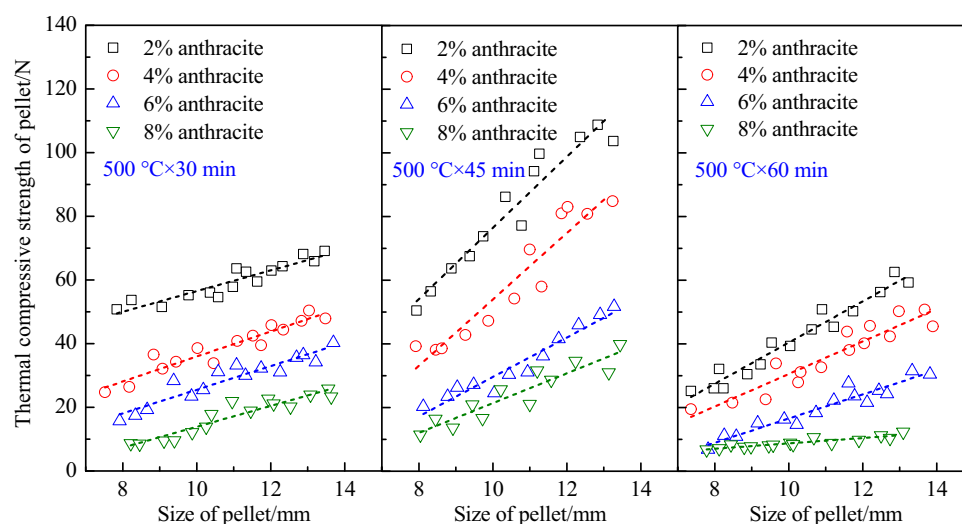 Thermal compressive strength of pellet/N
140
120
100
80
60
40
20
0
2% anthracite
4% anthracite
6% anthracite
8% anthracite
500 °C×30 min
8 10 12 14
Size of pellet/mm
2% anthracite
4% anthracite
6% anthracite
8% anthracite
500 °C×45 min
8 10 12 14
Size of pellet/mm
2% anthracite
4% anthracite
6% anthracite
8% anthracite
500 °C×60 min
8 10 12 14
Size of pellet/mm